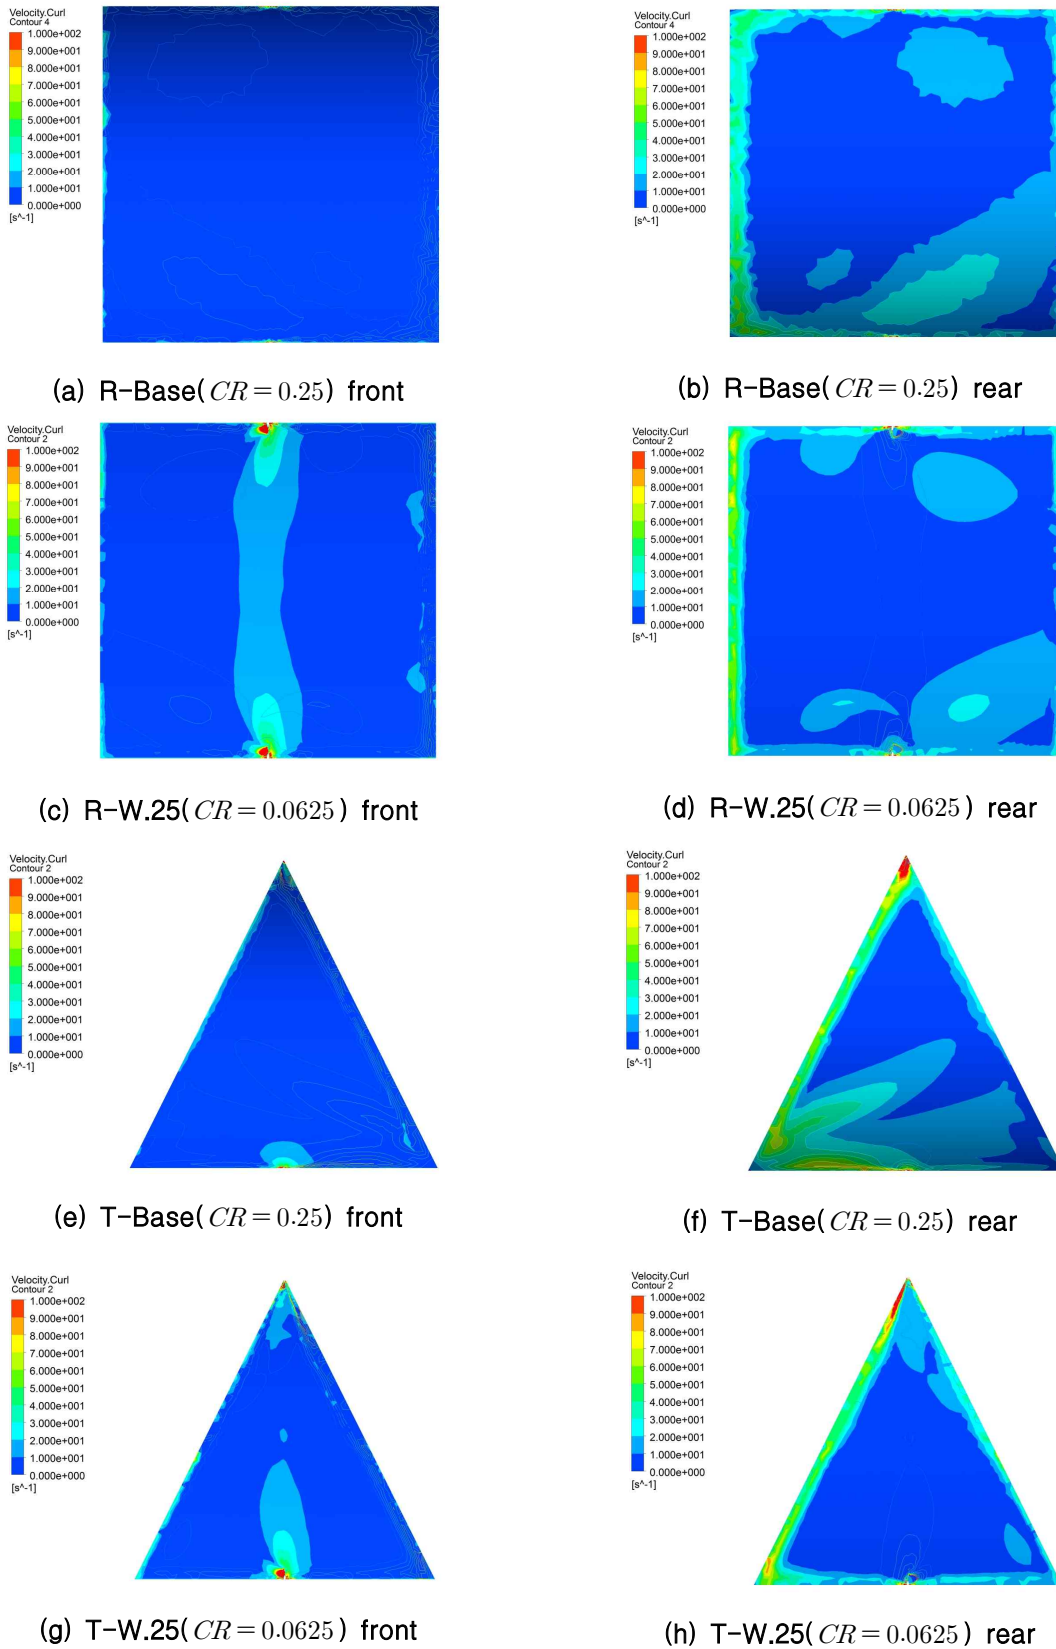 Velocity.Curl
Contour 4
1.000e+002
9.000e+001
8.000e+001
7.000e+001
6.000e+001
5.000e+001
4.000e+001
3.000e+001
2.000e+001
1.000e+001
0.000e+000
[s^-1]
Velocity.Curl
Contour 4
1.000e+002
9.000e+001
8.000e+001
7.000e+001
6.000e+001
5.000e+001
4.000e+001
3.000e+001
2.000e+001
1.000e+001
0.000e+000
[s^-1]
(a) R-Base(CR=0.25) front
(b) R-Base(CR=0.25) rear
Velocity.Curl
Contour 2
1.000e+002
9.000e+001
8.000e+001
7.000e+001
6.000e+001
5.000e+001
4.000e+001
3.000e+001
2.000e+001
1.000e+001
0.000e+000
[s^-1]
Velocity.Curl
Contour 2
1.000e+002
9.000e+001
8.000e+001
7.000e+001
6.000e+001
5.000e+001
4.000e+001
3.000e+001
2.000e+001
1.000e+001
0.000e+000
[s^-1]
(c) R-W.25(CR=0.0625) front
(d) R-W.25(CR=0.0625) rear
Velocity.Curl
Contour 2
1.000e+002
9.000e+001
8.000e+001
7.000e+001
6.000e+001
5.000e+001
4.000e+001
3.000e+001
2.000e+001
1.000e+001
0.000e+000
[s^-1]
Velocity.Curl
Contour 2
1.000e+002
9.000e+001
8.000e+001
7.000e+001
6.000e+001
5.000e+001
4.000e+001
3.000e+001
2.000e+001
1.000e+001
0.000e+000
[s^-1]
(e) T-Base(CR=0.25) front
(f) T-Base(CR=0.25) rear
Velocity.Curl
Contour 2
1.000e+002
9.000e+001
8.000e+001
7.000e+001
6.000e+001
5.000e+001
4.000e+001
3.000e+001
2.000e+001
1.000e+001
0.000e+000
[s^-1]
Velocity.Curl
Contour 2
1.000e+002
9.000e+001
8.000e+001
7.000e+001
6.000e+001
5.000e+001
4.000e+001
3.000e+001
2.000e+001
1.000e+001
0.000e+000
[s^-1]
(g) T-W.25(CR=0.0625) front
(h) T-W.25(CR=0.0625) rear